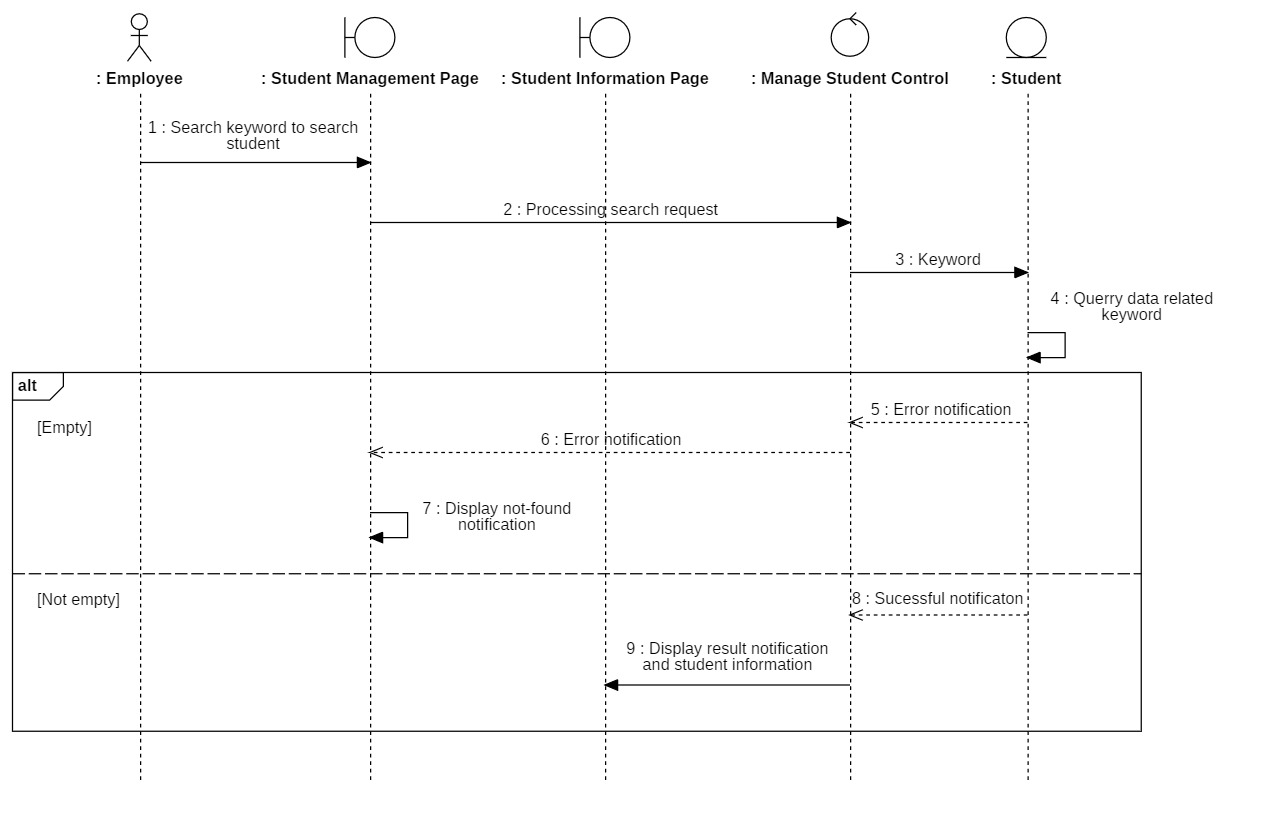 : Employee
: Student Management Page
: Student Information Page
: Manage Student Control
: Student
1 : Search keyword to search
student
2 : Processing search request
3 : Keyword
4 : Querry data related
keyword
alt
[Empty]
5 : Error notification
6 : Error notification
7 : Display not-found
notification
[Not empty]
8 : Sucessful notificaton
9 : Display result notification
and student information